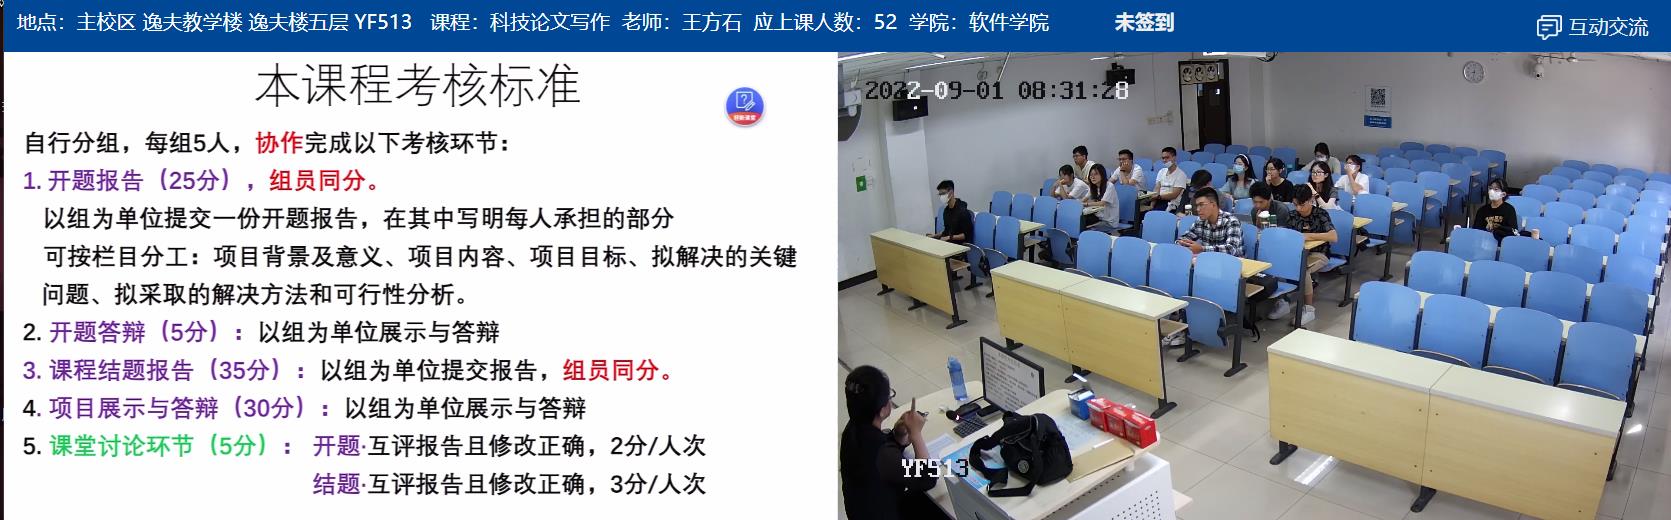 地点：主校区 逸夫教学楼 逸夫楼五层 YF513 课程：科技论文写作 老师：王方石 应上课人数：52 学院：软件学院 未签到 互动交流
本课程考核标准
自行分组，每组5人，协作完成以下考核环节：
1. 开题报告（25分），组员同分。
以组为单位提交一份开题报告，在其中写明每人承担的部分
可按栏目分工：项目背景及意义、项目内容、项目目标、拟解决的关键
问题、拟采取的解决方法和可行性分析。
2. 开题答辩（5分）：以组为单位展示与答辩
3. 课程结题报告（35分）：以组为单位提交报告，组员同分。
4. 项目展示与答辩（30分）：以组为单位展示与答辩
5. 课堂讨论环节（5分）： 开题·互评报告且修改正确，2分/人次
结题·互评报告且修改正确，3分/人次
2022-09-01 08:31:28
YF513